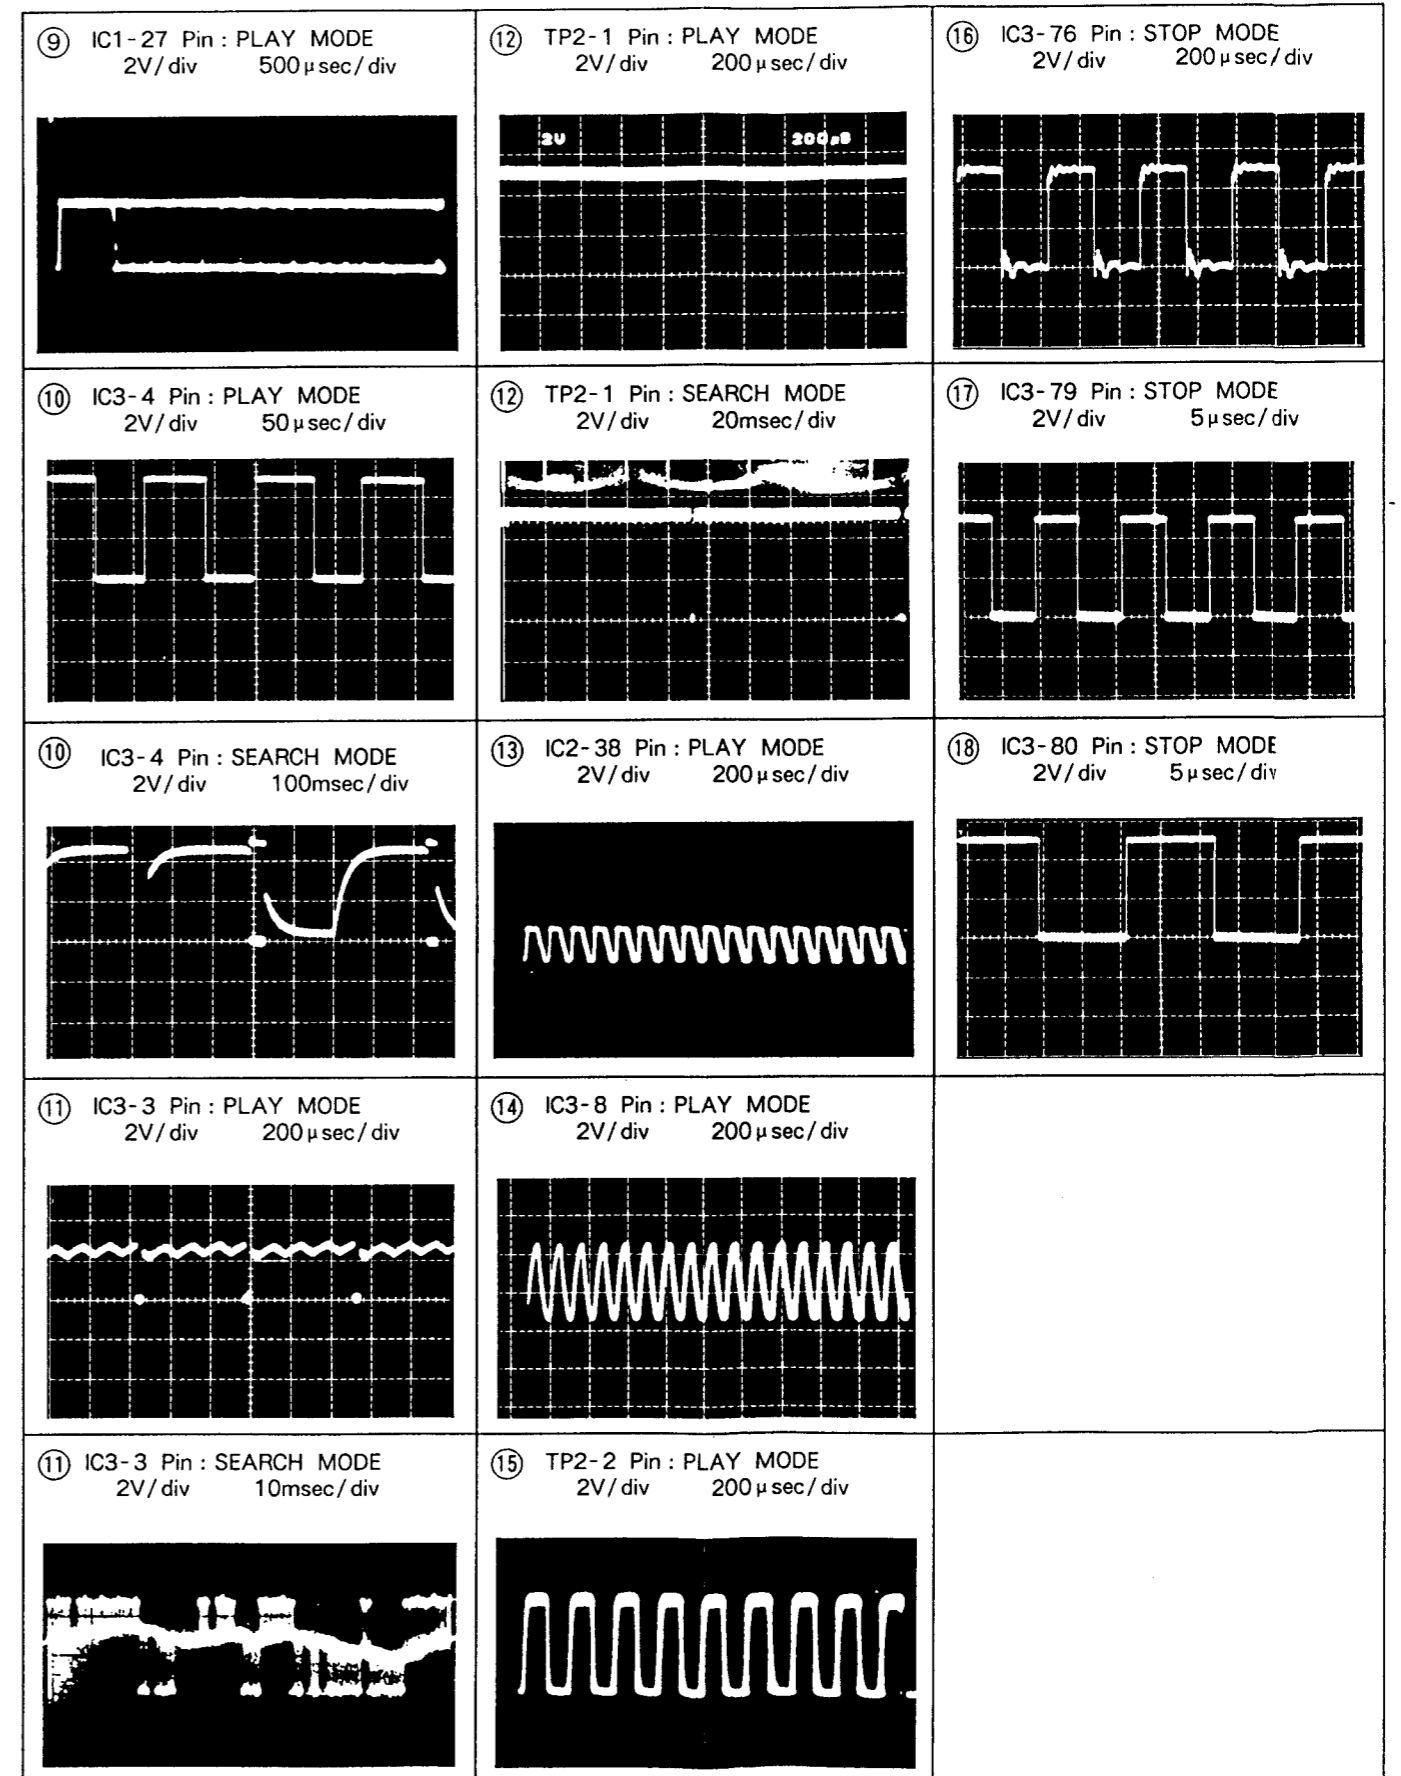 ⑨ IC1-27 Pin : PLAY MODE
2V/div 500μsec/div
⑩ IC3-4 Pin : PLAY MODE
2V/div 50μsec/div
⑩ IC3-4 Pin : SEARCH MODE
2V/div 100msec/div
⑪ IC3-3 Pin : PLAY MODE
2V/div 200μsec/div
⑪ IC3-3 Pin : SEARCH MODE
2V/div 10msec/div
⑫ TP2-1 Pin : PLAY MODE
2V/div 200μsec/div
2V 200μS
⑫ TP2-1 Pin : SEARCH MODE
2V/div 20msec/div
⑬ IC2-38 Pin : PLAY MODE
2V/div 200μsec/div
⑭ IC3-8 Pin : PLAY MODE
2V/div 200μsec/div
⑮ TP2-2 Pin : PLAY MODE
2V/div 200μsec/div
⑯ IC3-76 Pin : STOP MODE
2V/div 200μsec/div
⑰ IC3-79 Pin : STOP MODE
2V/div 5μsec/div
⑱ IC3-80 Pin : STOP MODE
2V/div 5μsec/div